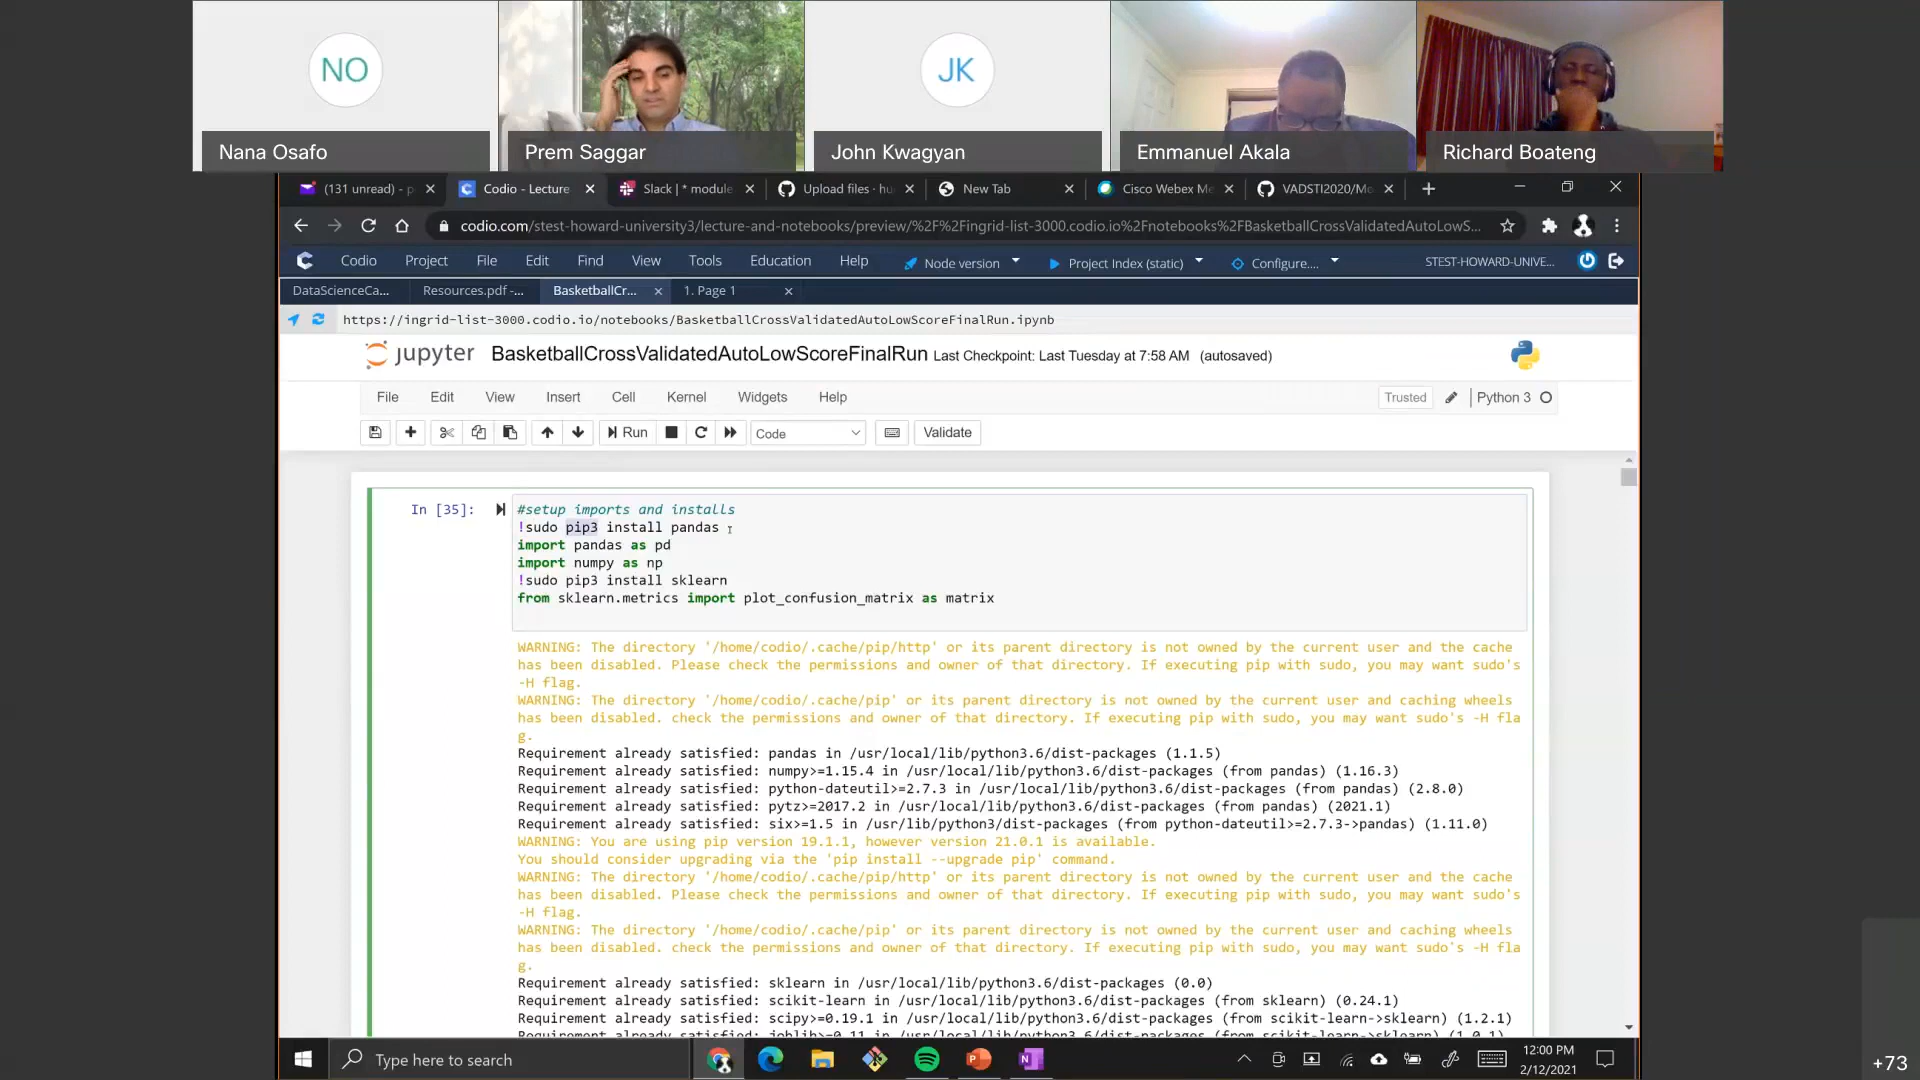 NO
JK
Nana Osafo
Prem Saggar
John Kwagyan
Emmanuel Akala
Richard Boateng
(131 unread) - p
Codio - Lecture
Slack | * module
Upload files · hu
New Tab
Cisco Webex Me
VADSTI2020/Mo
codio.com/stest-howard-university3/lecture-and-notebooks/preview/%2F%2Fingrid-list-3000.codio.io%2Fnotebooks%2FBasketballCrossValidatedAutoLowS...
Codio Project File Edit Find View Tools Education Help Node version Project Index (static) Configure.... STEST-HOWARD-UNIVE...
DataScienceCa... Resources.pdf -... BasketballCr... 1. Page 1
https://ingrid-list-3000.codio.io/notebooks/BasketballCrossValidatedAutoLowScoreFinalRun.ipynb
jupyter BasketballCrossValidatedAutoLowScoreFinalRun Last Checkpoint: Last Tuesday at 7:58 AM (autosaved)
File Edit View Insert Cell Kernel Widgets Help Trusted Python 3
Run Code Validate
In [35]: #setup imports and installs
!sudo pip3 install pandas
import pandas as pd
import numpy as np
!sudo pip3 install sklearn
from sklearn.metrics import plot_confusion_matrix as matrix
WARNING: The directory '/home/codio/.cache/pip/http' or its parent directory is not owned by the current user and the cache
has been disabled. Please check the permissions and owner of that directory. If executing pip with sudo, you may want sudo's
-H flag.
WARNING: The directory '/home/codio/.cache/pip' or its parent directory is not owned by the current user and caching wheels
has been disabled. check the permissions and owner of that directory. If executing pip with sudo, you may want sudo's -H fla
g.
Requirement already satisfied: pandas in /usr/local/lib/python3.6/dist-packages (1.1.5)
Requirement already satisfied: numpy>=1.15.4 in /usr/local/lib/python3.6/dist-packages (from pandas) (1.16.3)
Requirement already satisfied: python-dateutil>=2.7.3 in /usr/local/lib/python3.6/dist-packages (from pandas) (2.8.0)
Requirement already satisfied: pytz>=2017.2 in /usr/local/lib/python3.6/dist-packages (from pandas) (2021.1)
Requirement already satisfied: six>=1.5 in /usr/lib/python3/dist-packages (from python-dateutil>=2.7.3->pandas) (1.11.0)
WARNING: You are using pip version 19.1.1, however version 21.0.1 is available.
You should consider upgrading via the 'pip install --upgrade pip' command.
WARNING: The directory '/home/codio/.cache/pip/http' or its parent directory is not owned by the current user and the cache
has been disabled. Please check the permissions and owner of that directory. If executing pip with sudo, you may want sudo's
-H flag.
WARNING: The directory '/home/codio/.cache/pip' or its parent directory is not owned by the current user and caching wheels
has been disabled. check the permissions and owner of that directory. If executing pip with sudo, you may want sudo's -H fla
g.
Requirement already satisfied: sklearn in /usr/local/lib/python3.6/dist-packages (0.0)
Requirement already satisfied: scikit-learn in /usr/local/lib/python3.6/dist-packages (from sklearn) (0.24.1)
Requirement already satisfied: scipy>=0.19.1 in /usr/local/lib/python3.6/dist-packages (from scikit-learn->sklearn) (1.2.1)
Requirement already satisfied: joblib>=0.11 in /usr/local/lib/python3.6/dist-packages (from scikit-learn->sklearn) (1.0.1)
Type here to search
12:00 PM
2/12/2021
+73